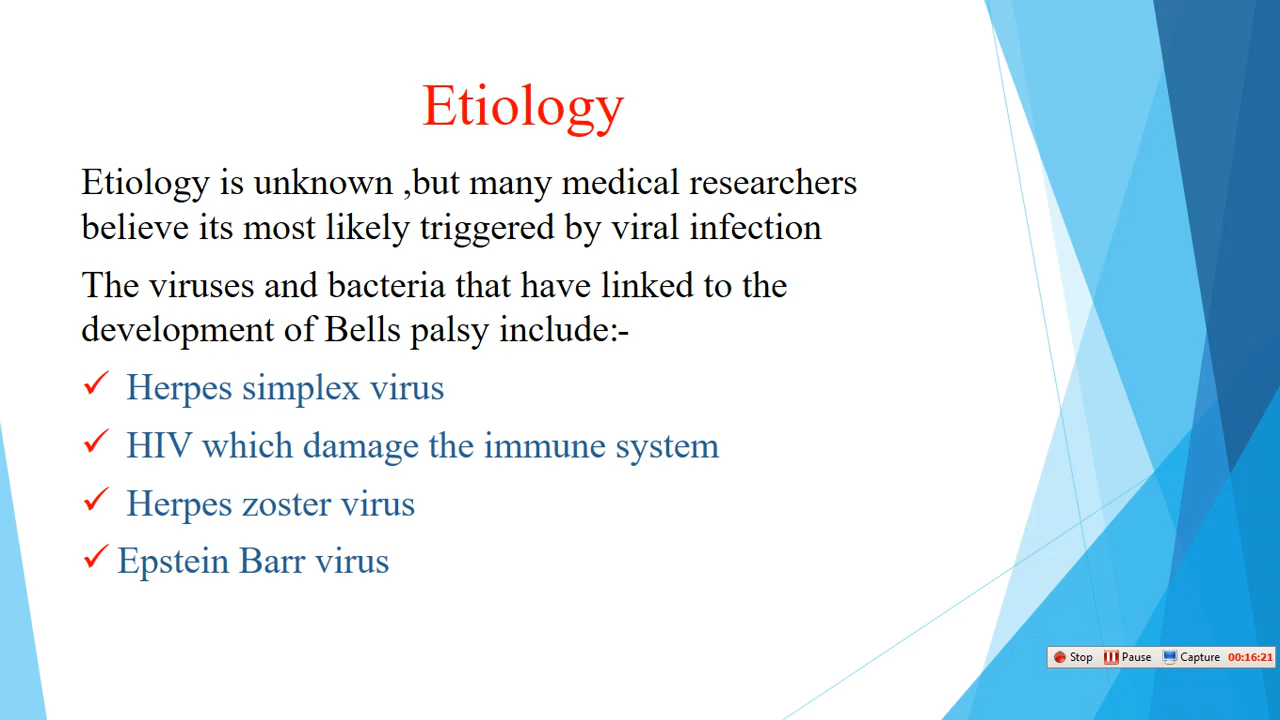 Etiology
Etiology is unknown ,but many medical researchers
believe its most likely triggered by viral infection
The viruses and bacteria that have linked to the
development of Bells palsy include:-
✓ Herpes simplex virus
✓ HIV which damage the immune system
✓ Herpes zoster virus
✓ Epstein Barr virus
Stop Pause Capture 00:16:21